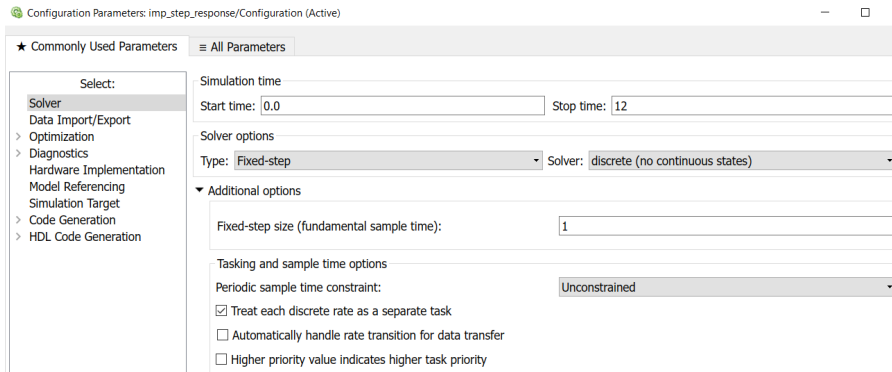 Configuration Parameters: imp_step_response/Configuration (Active)
★ Commonly Used Parameters
≡ All Parameters
Select:
Solver
Data Import/Export
Optimization
Diagnostics
Hardware Implementation
Model Referencing
Simulation Target
Code Generation
HDL Code Generation
Simulation time
Start time: 0.0 Stop time: 12
Solver options
Type: Fixed-step Solver: discrete (no continuous states)
Additional options
Fixed-step size (fundamental sample time): 1
Tasking and sample time options
Periodic sample time constraint: Unconstrained
Treat each discrete rate as a separate task
Automatically handle rate transition for data transfer
Higher priority value indicates higher task priority